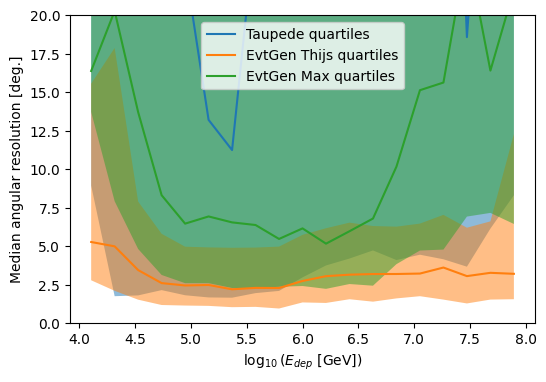 20.0
17.5
15.0
12.5
10.0
7.5
5.0
2.5
0.0
Median angular resolution [deg.]
Taupede quartiles
EvtGen Thijs quartiles
EvtGen Max quartiles
4.0 4.5 5.0 5.5 6.0 6.5 7.0 7.5 8.0
log₁₀(E_dep [GeV])